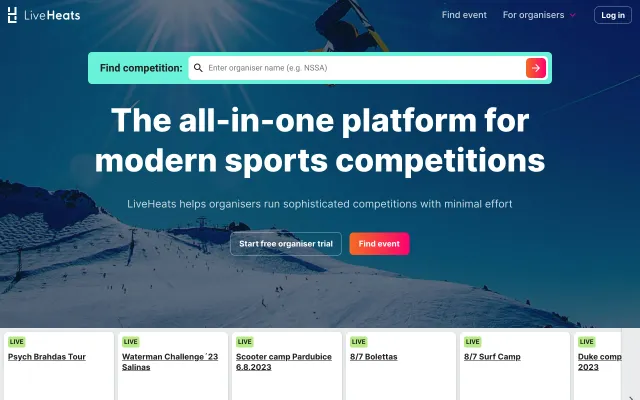 LiveHeats
Find event
For organisers
Log in
Find competition:
Enter organiser name (e.g. NSSA)
The all-in-one platform for
modern sports competitions
LiveHeats helps organisers run sophisticated competitions with minimal effort
Start free organiser trial
Find event
LIVE
Psych Brahdas Tour
LIVE
Waterman Challenge´23
Salinas
LIVE
Scooter camp Pardubice
6.8.2023
LIVE
8/7 Bolettas
LIVE
8/7 Surf Camp
LIVE
Duke comp
2023